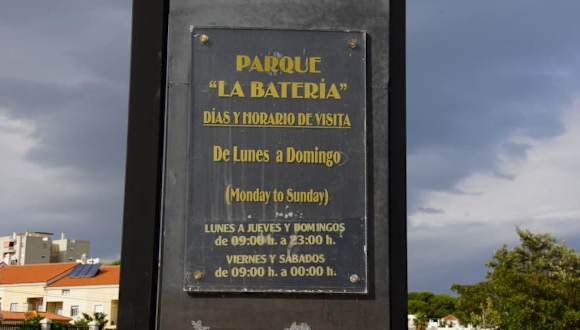 PARQUE
"LA BATERÍA"
DÍAS Y HORARIO DE VISITA
De Lunes a Domingo
(Monday to Sunday)
LUNES A JUEVES Y DOMINGOS
de 09:00 h. a 23:00 h.
VIERNES Y SÁBADOS
de 09:00 h. a 00:00 h.